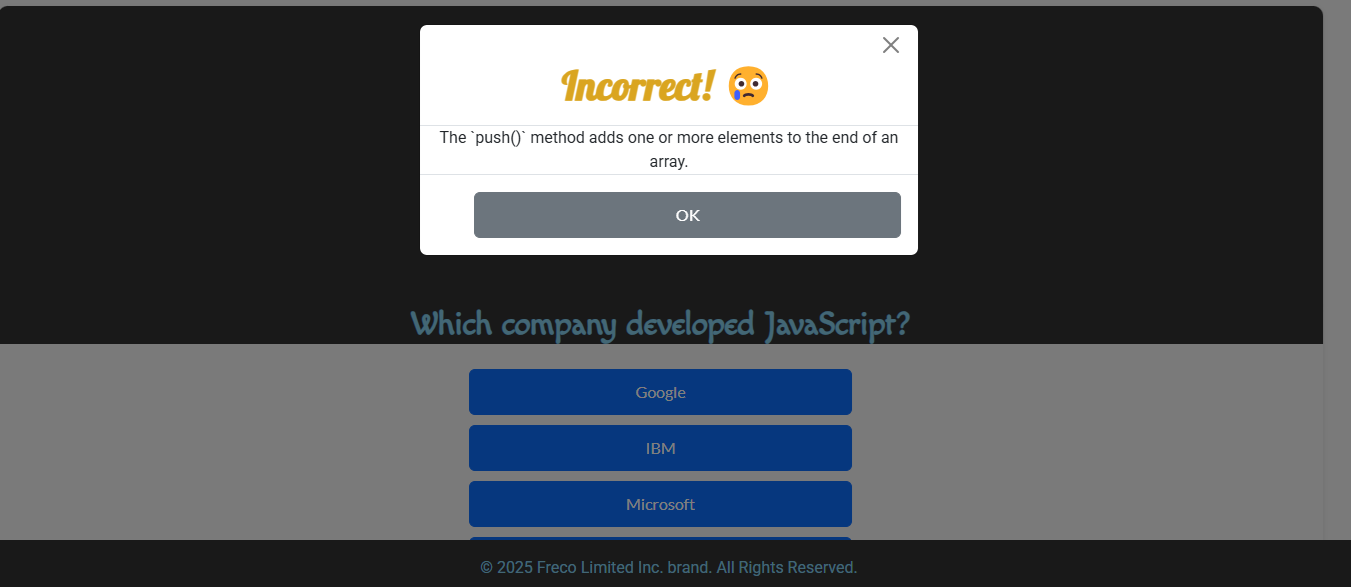 Incorrect! 😢
The `push()` method adds one or more elements to the end of an
array.
OK
Which company developed JavaScript?
Google
IBM
Microsoft
© 2025 Freco Limited Inc. brand. All Rights Reserved.